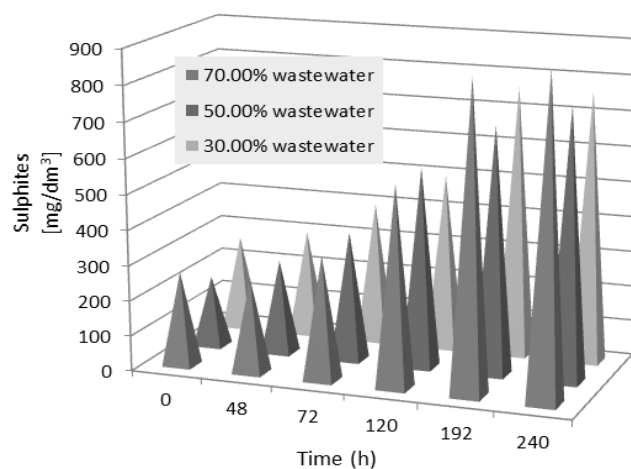 900
800
700
600
500
400
300
200
100
0
Sulphites
[mg/dm³]
70.00% wastewater
50.00% wastewater
30.00% wastewater
0
48
72
120
192
240
Time (h)